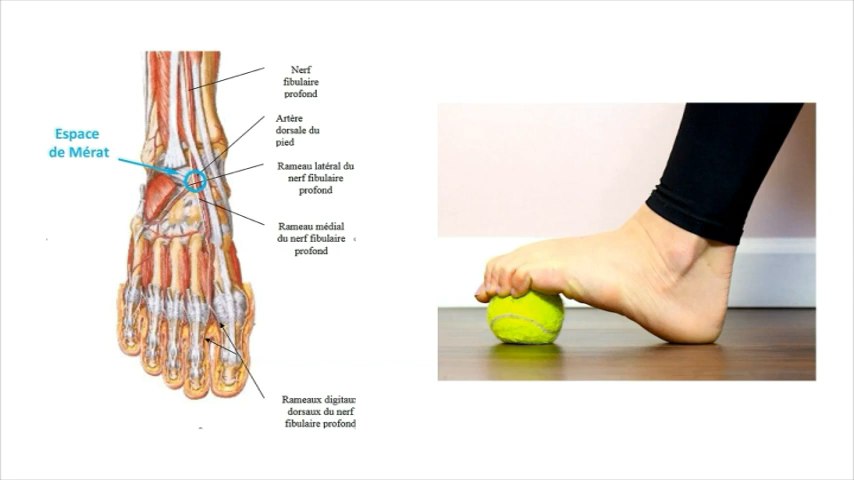 Nerf
fibulaire
profond
Artère
dorsale du
pied
Espace
de Mérat
Rameau latéral du
nerf fibulaire
profond
Rameau médial
du nerf fibulaire
profond
Rameaux digitaux
dorsaux du nerf
fibulaire profond